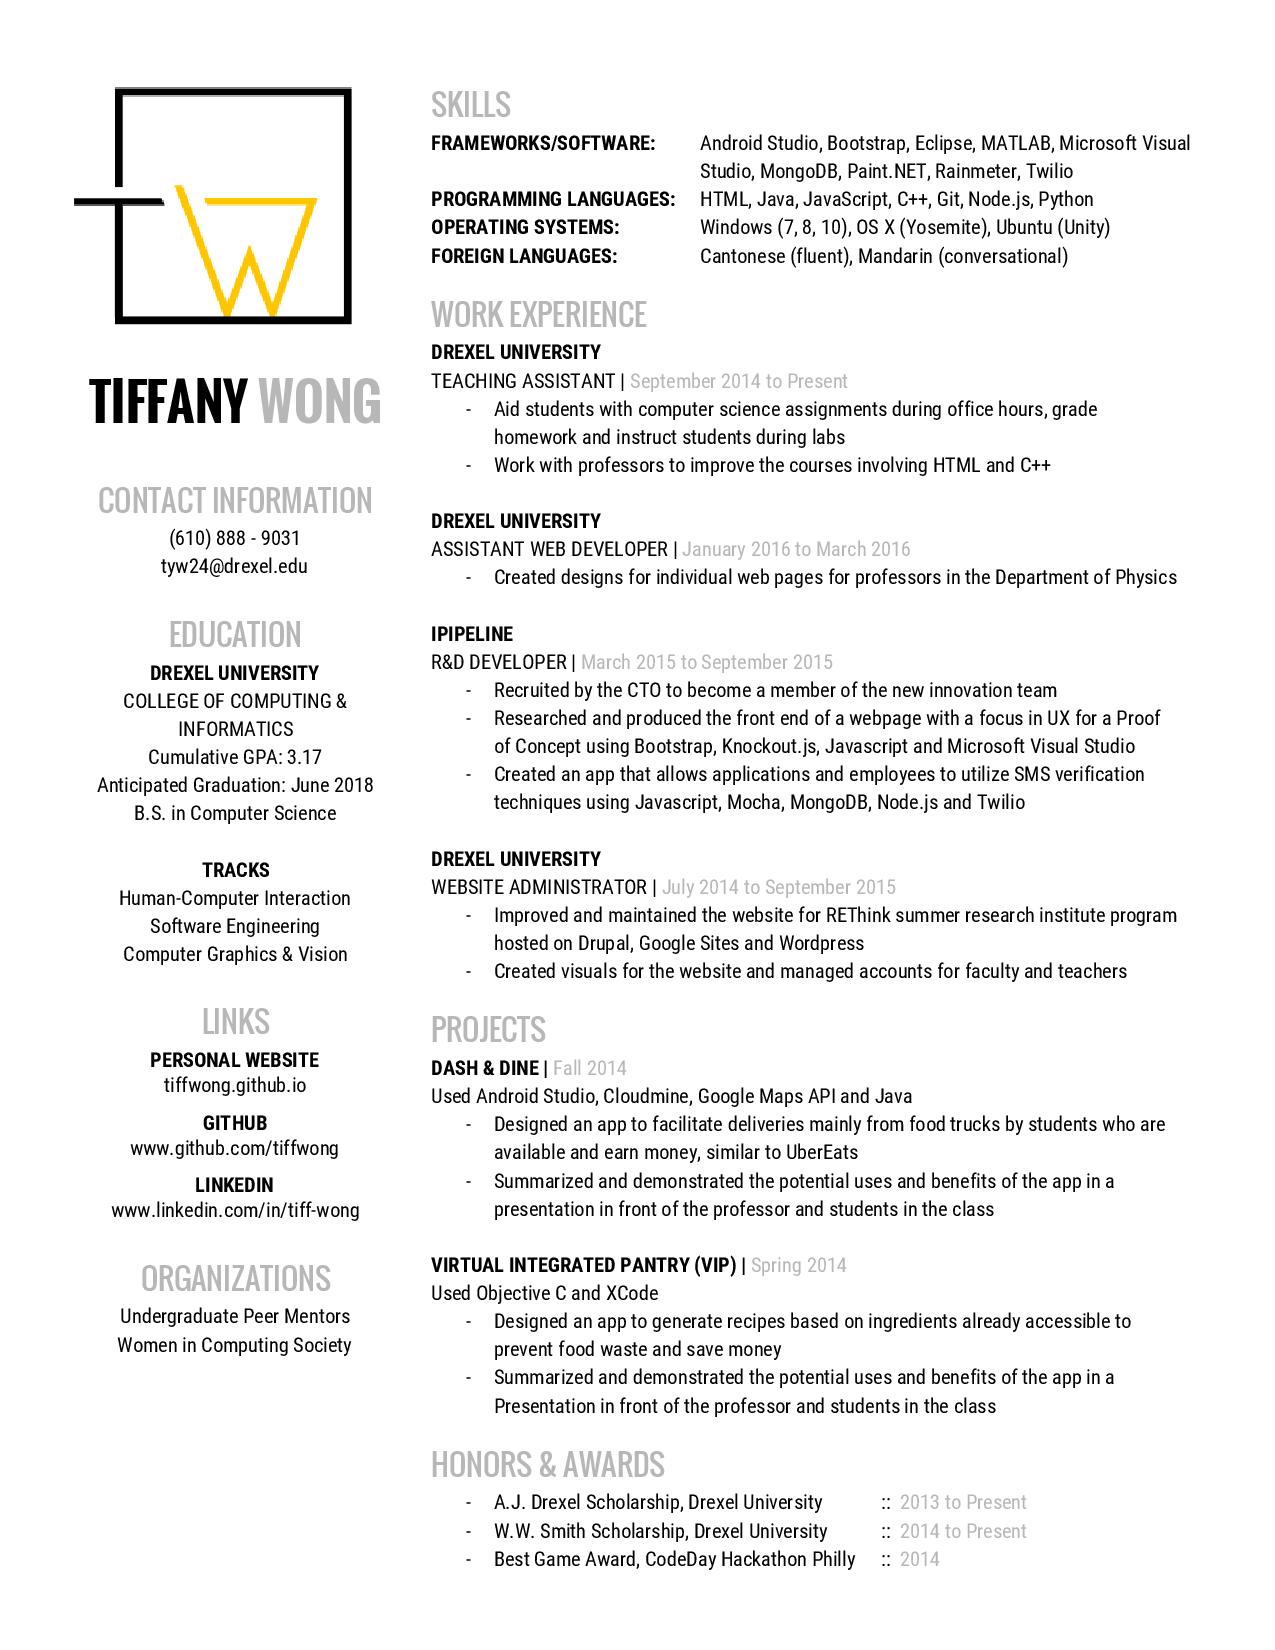 TW
TIFFANY WONG
CONTACT INFORMATION
(610) 888 - 9031
tyw24@drexel.edu
EDUCATION
DREXEL UNIVERSITY
COLLEGE OF COMPUTING &
INFORMATICS
Cumulative GPA: 3.17
Anticipated Graduation: June 2018
B.S. in Computer Science
TRACKS
Human-Computer Interaction
Software Engineering
Computer Graphics & Vision
LINKS
PERSONAL WEBSITE
tiffwong.github.io
GITHUB
www.github.com/tiffwong
LINKEDIN
www.linkedin.com/in/tiff-wong
ORGANIZATIONS
Undergraduate Peer Mentors
Women in Computing Society
SKILLS
FRAMEWORKS/SOFTWARE: Android Studio, Bootstrap, Eclipse, MATLAB, Microsoft Visual
Studio, MongoDB, Paint.NET, Rainmeter, Twilio
PROGRAMMING LANGUAGES: HTML, Java, JavaScript, C++, Git, Node.js, Python
OPERATING SYSTEMS: Windows (7, 8, 10), OS X (Yosemite), Ubuntu (Unity)
FOREIGN LANGUAGES: Cantonese (fluent), Mandarin (conversational)
WORK EXPERIENCE
DREXEL UNIVERSITY
TEACHING ASSISTANT | September 2014 to Present
- Aid students with computer science assignments during office hours, grade
homework and instruct students during labs
- Work with professors to improve the courses involving HTML and C++
DREXEL UNIVERSITY
ASSISTANT WEB DEVELOPER | January 2016 to March 2016
- Created designs for individual web pages for professors in the Department of Physics
IPIPELINE
R&D DEVELOPER | March 2015 to September 2015
- Recruited by the CTO to become a member of the new innovation team
- Researched and produced the front end of a webpage with a focus in UX for a Proof
of Concept using Bootstrap, Knockout.js, Javascript and Microsoft Visual Studio
- Created an app that allows applications and employees to utilize SMS verification
techniques using Javascript, Mocha, MongoDB, Node.js and Twilio
DREXEL UNIVERSITY
WEBSITE ADMINISTRATOR | July 2014 to September 2015
- Improved and maintained the website for REThink summer research institute program
hosted on Drupal, Google Sites and Wordpress
- Created visuals for the website and managed accounts for faculty and teachers
PROJECTS
DASH & DINE | Fall 2014
Used Android Studio, Cloudmine, Google Maps API and Java
- Designed an app to facilitate deliveries mainly from food trucks by students who are
available and earn money, similar to UberEats
- Summarized and demonstrated the potential uses and benefits of the app in a
presentation in front of the professor and students in the class
VIRTUAL INTEGRATED PANTRY (VIP) | Spring 2014
Used Objective C and XCode
- Designed an app to generate recipes based on ingredients already accessible to
prevent food waste and save money
- Summarized and demonstrated the potential uses and benefits of the app in a
Presentation in front of the professor and students in the class
HONORS & AWARDS
- A.J. Drexel Scholarship, Drexel University :: 2013 to Present
- W.W. Smith Scholarship, Drexel University :: 2014 to Present
- Best Game Award, CodeDay Hackathon Philly :: 2014